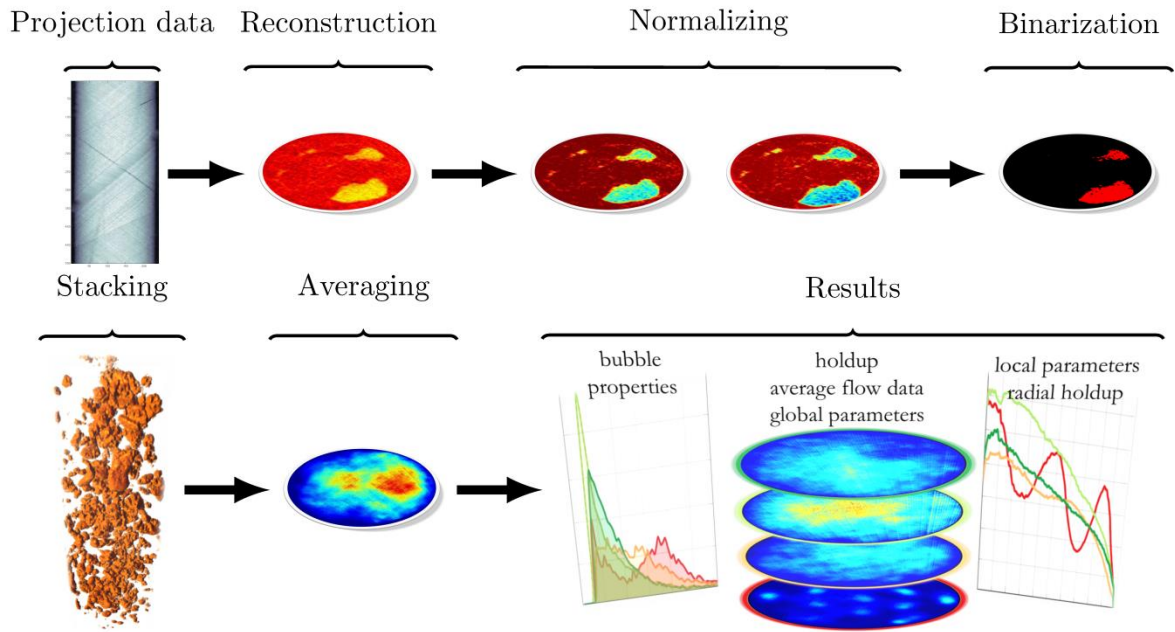 Projection data
Reconstruction
Normalizing
Binarization
Stacking
Averaging
Results
bubble
properties
holdup
average flow data
global parameters
local parameters
radial holdup